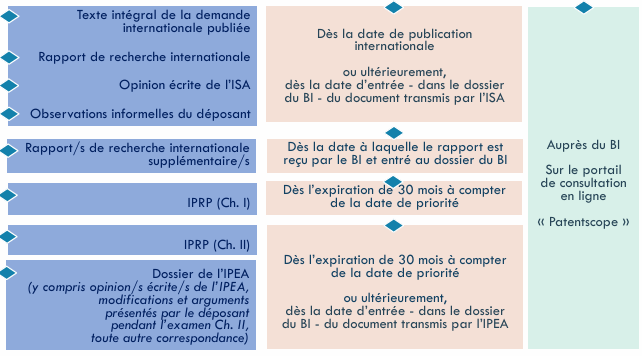 Texte intégral de la demande
internationale publiée
Rapport de recherche internationale
Opinion écrite de l'ISA
Observations informelles du déposant
Dès la date de publication
internationale
ou ultérieurement,
dès la date d'entrée - dans le dossier
du BI - du document transmis par l'ISA
Rapport/s de recherche internationale
supplémentaire/s
Dès la date à laquelle le rapport est
reçu par le BI et entré au dossier du BI
IPRP (Ch. I)
Dès l'expiration de 30 mois à compter
de la date de priorité
IPRP (Ch. II)
Dossier de l'IPEA
(y compris opinion/s écrite/s de l'IPEA,
modifications et arguments
présentés par le déposant
pendant l'examen Ch. II,
toute autre correspondance)
Dès l'expiration de 30 mois à compter
de la date de priorité
ou ultérieurement,
dès la date d'entrée - dans le dossier
du BI - du document transmis par l'IPEA
Auprès du BI
Sur le portail
de consultation
en ligne
« Patentscope »